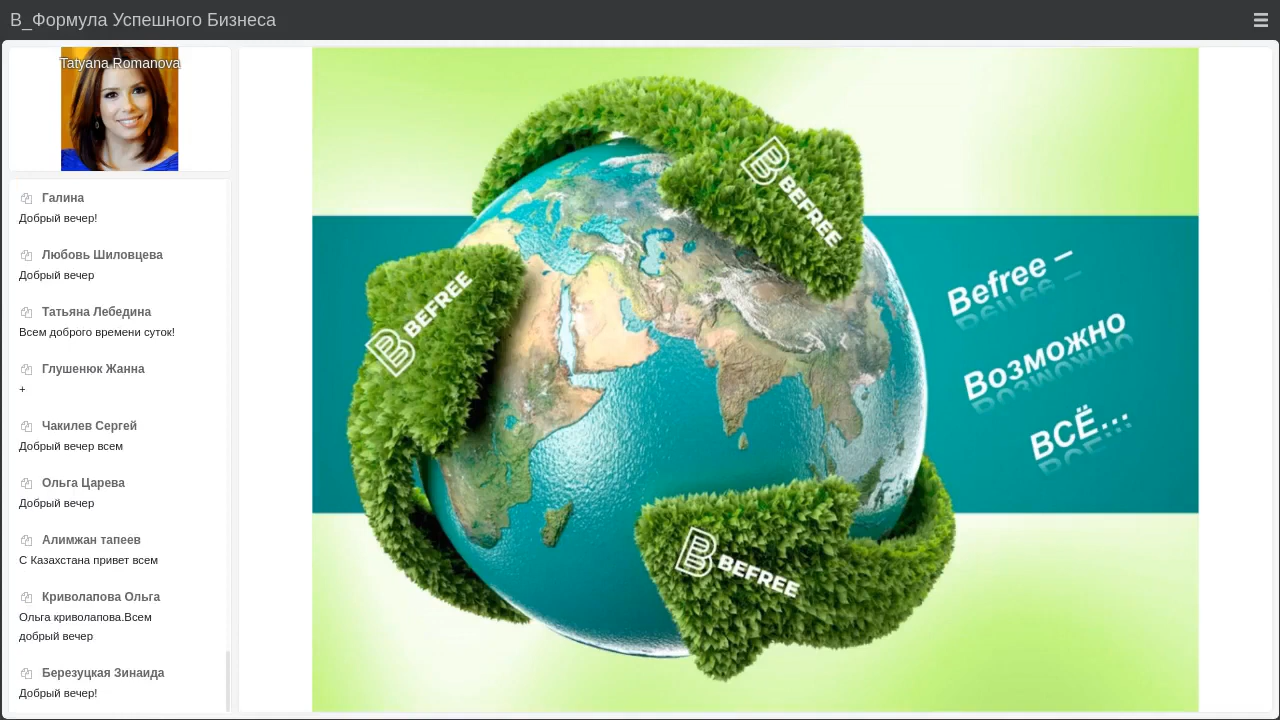 В_Формула Успешного Бизнеса
Tatyana Romanova
Галина
Добрый вечер!
Любовь Шиловцева
Добрый вечер
Татьяна Лебедина
Всем доброго времени суток!
Глушенюк Жанна
+
Чакилев Сергей
Добрый вечер всем
Ольга Царева
Добрый вечер
Алимжан тапеев
С Казахстана привет всем
Криволапова Ольга
Ольга криволапова.Всем
добрый вечер
Березуцкая Зинаида
Добрый вечер!
BEFREE
BEFREE
BEFREE
Befree –
Возможно
ВСЁ...